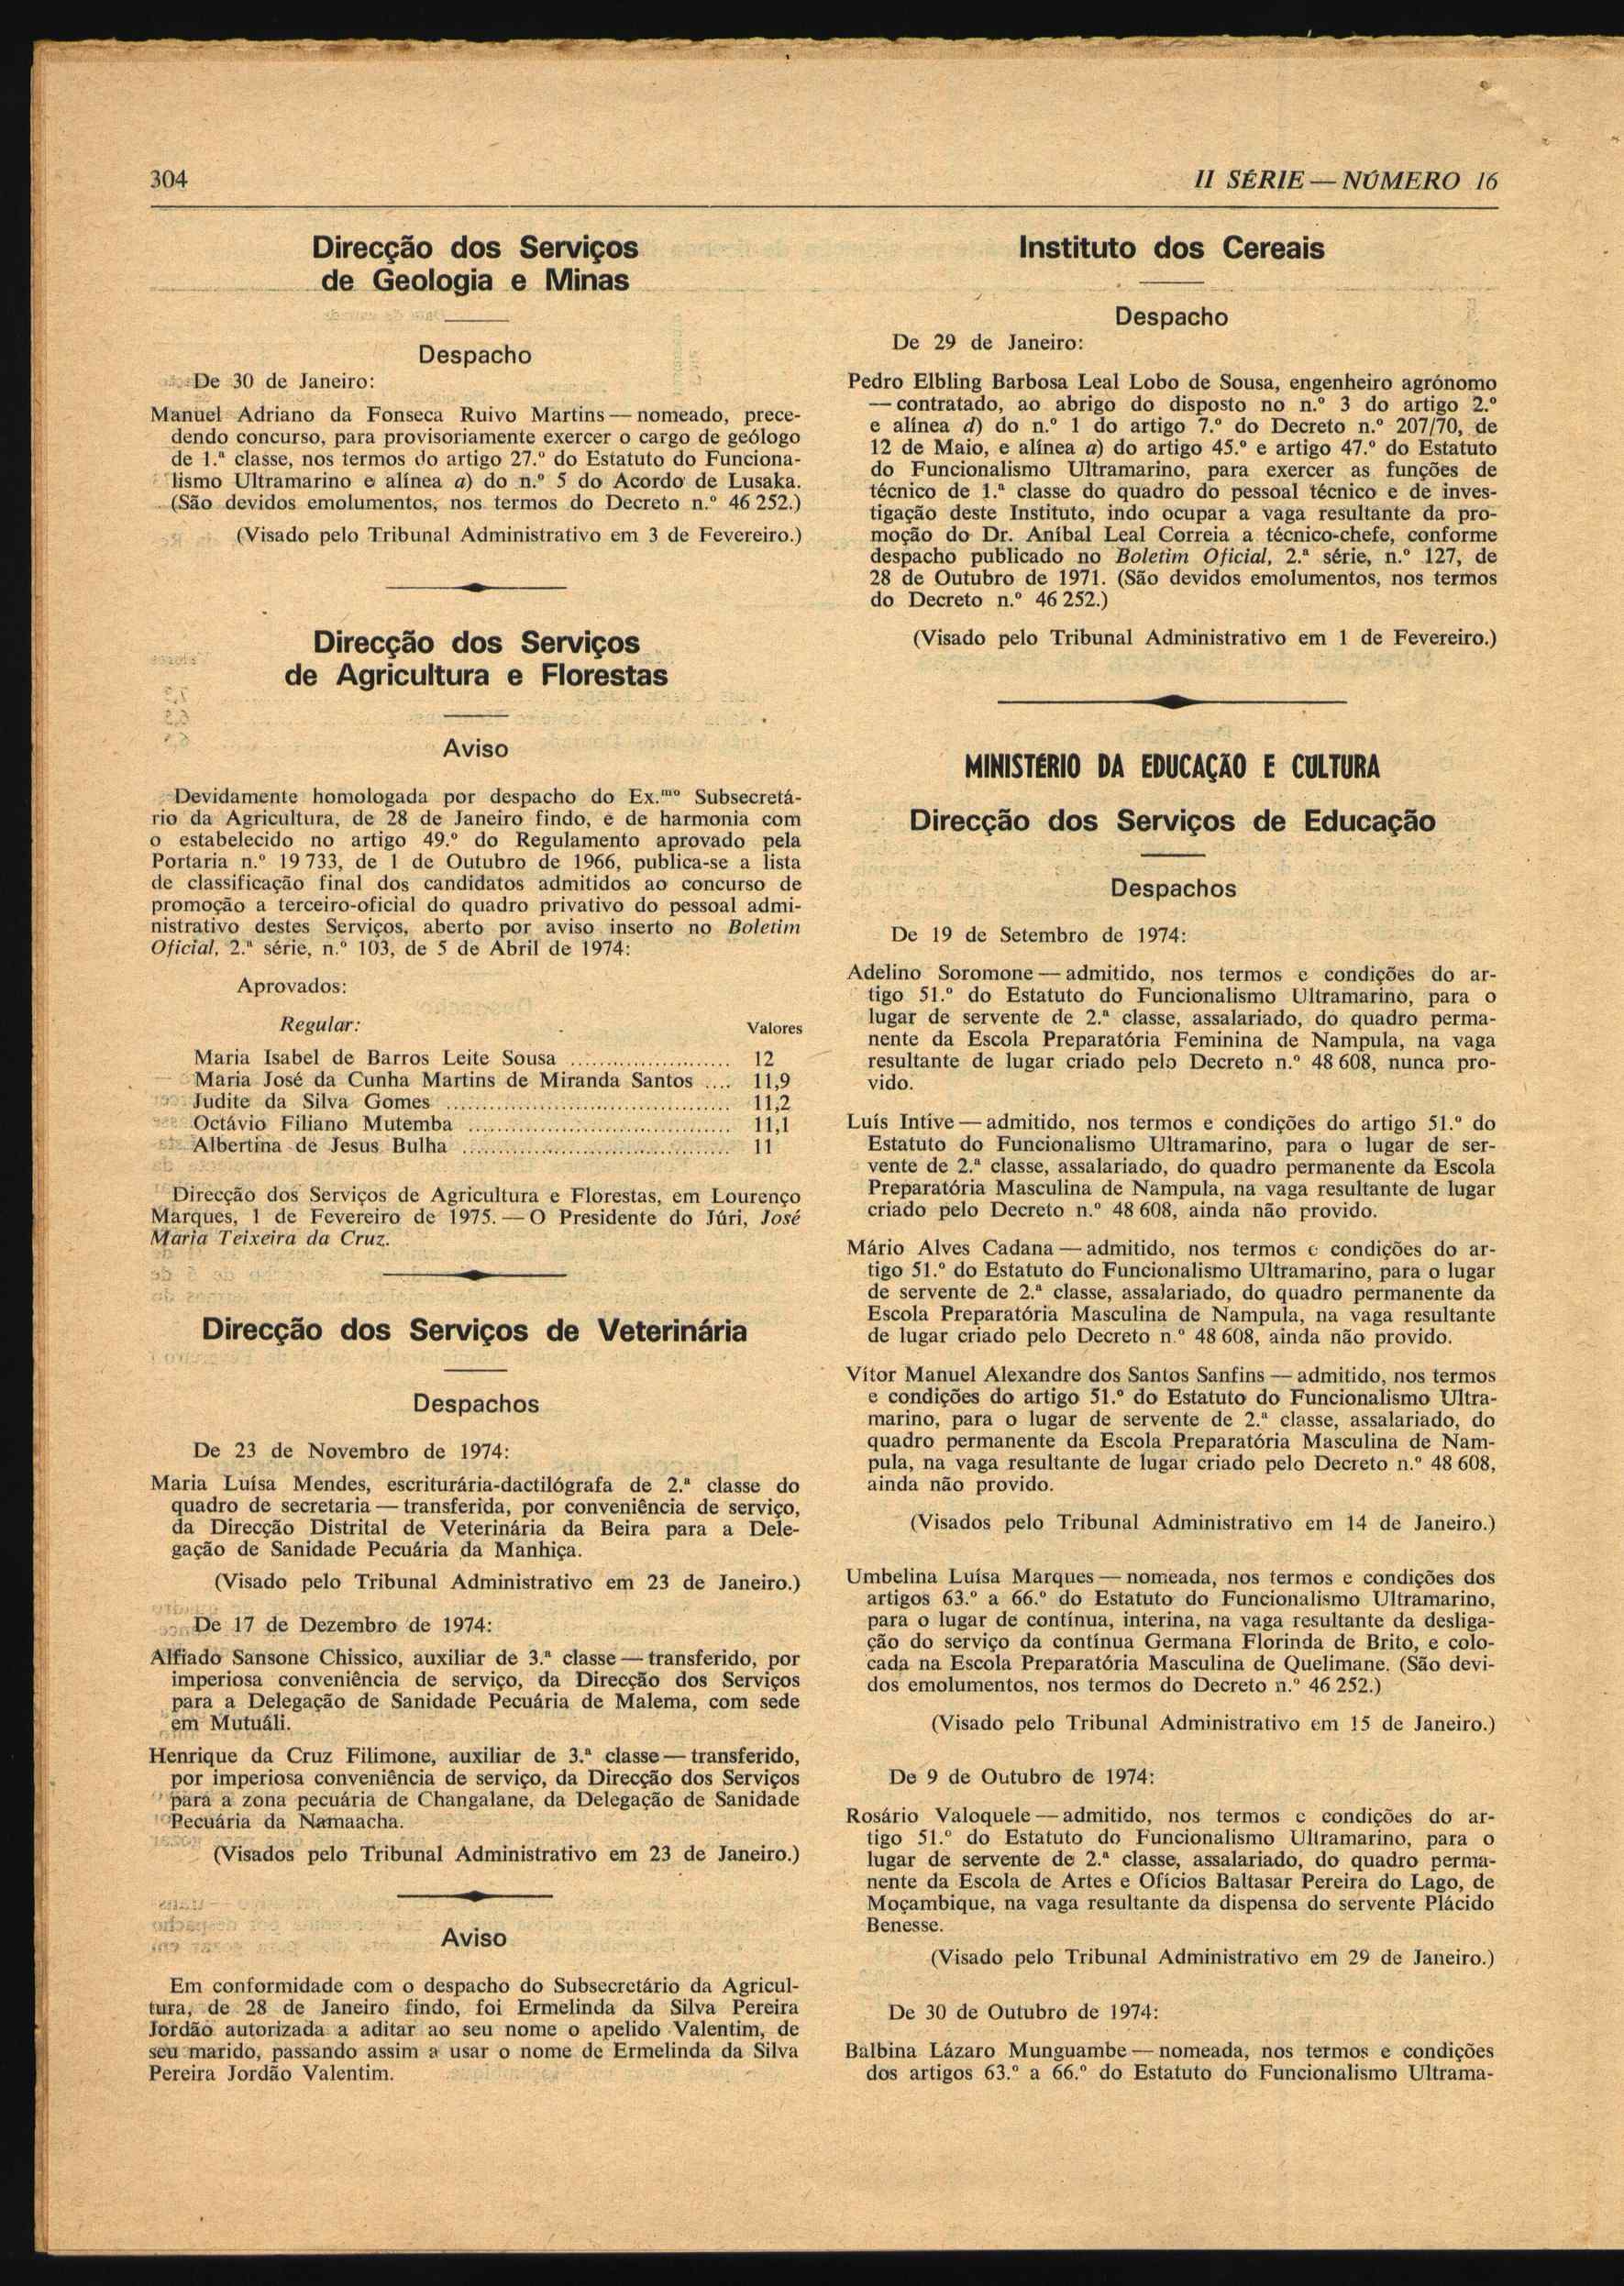 304
II SÉRIE — NÚMERO 16
Direcção dos Serviços
de Geologia e Minas
Despacho
De 30 de Janeiro:
Manuel Adriano da Fonseca Ruivo Martins — nomeado, prece-
dendo concurso, para provisoriamente exercer o cargo de geólogo
de 1.ª classe, nos termos do artigo 27.º do Estatuto do Funciona-
lismo Ultramarino e alínea a) do n.º 5 do Acordo de Lusaka.
(São devidos emolumentos, nos termos do Decreto n.º 46 252.)
(Visado pelo Tribunal Administrativo em 3 de Fevereiro.)
Direcção dos Serviços
de Agricultura e Florestas
Aviso
Devidamente homologada por despacho do Ex.mo Subsecretá-
rio da Agricultura, de 28 de Janeiro findo, e de harmonia com
o estabelecido no artigo 49.º do Regulamento aprovado pela
Portaria n.º 19 733, de 1 de Outubro de 1966, publica-se a lista
de classificação final dos candidatos admitidos ao concurso de
promoção a terceiro-oficial do quadro privativo do pessoal admi-
nistrativo destes Serviços, aberto por aviso inserto no Boletim
Oficial, 2.ª série, n.º 103, de 5 de Abril de 1974:
Aprovados:
Regular: Valores
Maria Isabel de Barros Leite Sousa ....................... 12
Maria José da Cunha Martins de Miranda Santos .... 11,9
Judite da Silva Gomes ........................................ 11,2
Octávio Filiano Mutemba ..................................... 11,1
Albertina de Jesus Bulha ...................................... 11
Direcção dos Serviços de Agricultura e Florestas, em Lourenço
Marques, 1 de Fevereiro de 1975. — O Presidente do Júri, José
Maria Teixeira da Cruz.
Direcção dos Serviços de Veterinária
Despachos
De 23 de Novembro de 1974:
Maria Luísa Mendes, escriturária-dactilógrafa de 2.ª classe do
quadro de secretaria — transferida, por conveniência de serviço,
da Direcção Distrital de Veterinária da Beira para a Dele-
gação de Sanidade Pecuária da Manhiça.
(Visado pelo Tribunal Administrativo em 23 de Janeiro.)
De 17 de Dezembro de 1974:
Alfiado Sansone Chissico, auxiliar de 3.ª classe — transferido, por
imperiosa conveniência de serviço, da Direcção dos Serviços
para a Delegação de Sanidade Pecuária de Malema, com sede
em Mutuáli.
Henrique da Cruz Filimone, auxiliar de 3.ª classe — transferido,
por imperiosa conveniência de serviço, da Direcção dos Serviços
para a zona pecuária de Changalane, da Delegação de Sanidade
Pecuária da Namaacha.
(Visados pelo Tribunal Administrativo em 23 de Janeiro.)
Aviso
Em conformidade com o despacho do Subsecretário da Agricul-
tura, de 28 de Janeiro findo, foi Ermelinda da Silva Pereira
Jordão autorizada a aditar ao seu nome o apelido Valentim, de
seu marido, passando assim a usar o nome de Ermelinda da Silva
Pereira Jordão Valentim.
Instituto dos Cereais
Despacho
De 29 de Janeiro:
Pedro Elbling Barbosa Leal Lobo de Sousa, engenheiro agrónomo
— contratado, ao abrigo do disposto no n.º 3 do artigo 2.º
e alínea d) do n.º 1 do artigo 7.º do Decreto n.º 207/70, de
12 de Maio, e alínea a) do artigo 45.º e artigo 47.º do Estatuto
do Funcionalismo Ultramarino, para exercer as funções de
técnico de 1.ª classe do quadro do pessoal técnico e de inves-
tigação deste Instituto, indo ocupar a vaga resultante da pro-
moção do Dr. Aníbal Leal Correia a técnico-chefe, conforme
despacho publicado no Boletim Oficial, 2.ª série, n.º 127, de
28 de Outubro de 1971. (São devidos emolumentos, nos termos
do Decreto n.º 46 252.)
(Visado pelo Tribunal Administrativo em 1 de Fevereiro.)
MINISTÉRIO DA EDUCAÇÃO E CULTURA
Direcção dos Serviços de Educação
Despachos
De 19 de Setembro de 1974:
Adelino Soromone — admitido, nos termos e condições do ar-
tigo 51.º do Estatuto do Funcionalismo Ultramarino, para o
lugar de servente de 2.ª classe, assalariado, do quadro perma-
nente da Escola Preparatória Feminina de Nampula, na vaga
resultante de lugar criado pelo Decreto n.º 48 608, nunca pro-
vido.
Luís Intive — admitido, nos termos e condições do artigo 51.º do
Estatuto do Funcionalismo Ultramarino, para o lugar de ser-
vente de 2.ª classe, assalariado, do quadro permanente da Escola
Preparatória Masculina de Nampula, na vaga resultante de lugar
criado pelo Decreto n.º 48 608, ainda não provido.
Mário Alves Cadana — admitido, nos termos e condições do ar-
tigo 51.º do Estatuto do Funcionalismo Ultramarino, para o lugar
de servente de 2.ª classe, assalariado, do quadro permanente da
Escola Preparatória Masculina de Nampula, na vaga resultante
de lugar criado pelo Decreto n.º 48 608, ainda não provido.
Vítor Manuel Alexandre dos Santos Sanfins — admitido, nos termos
e condições do artigo 51.º do Estatuto do Funcionalismo Ultra-
marino, para o lugar de servente de 2.ª classe, assalariado, do
quadro permanente da Escola Preparatória Masculina de Nam-
pula, na vaga resultante de lugar criado pelo Decreto n.º 48 608,
ainda não provido.
(Visados pelo Tribunal Administrativo em 14 de Janeiro.)
Umbelina Luísa Marques — nomeada, nos termos e condições dos
artigos 63.º a 66.º do Estatuto do Funcionalismo Ultramarino,
para o lugar de contínua, interina, na vaga resultante da desliga-
ção do serviço da contínua Germana Florinda de Brito, e colo-
cada na Escola Preparatória Masculina de Quelimane. (São devi-
dos emolumentos, nos termos do Decreto n.º 46 252.)
(Visado pelo Tribunal Administrativo em 15 de Janeiro.)
De 9 de Outubro de 1974:
Rosário Valoquele — admitido, nos termos e condições do ar-
tigo 51.º do Estatuto do Funcionalismo Ultramarino, para o
lugar de servente de 2.ª classe, assalariado, do quadro perma-
nente da Escola de Artes e Ofícios Baltasar Pereira do Lago, de
Moçambique, na vaga resultante da dispensa do servente Plácido
Benesse.
(Visado pelo Tribunal Administrativo em 29 de Janeiro.)
De 30 de Outubro de 1974:
Balbina Lázaro Munguambe — nomeada, nos termos e condições
dos artigos 63.º a 66.º do Estatuto do Funcionalismo Ultrama-